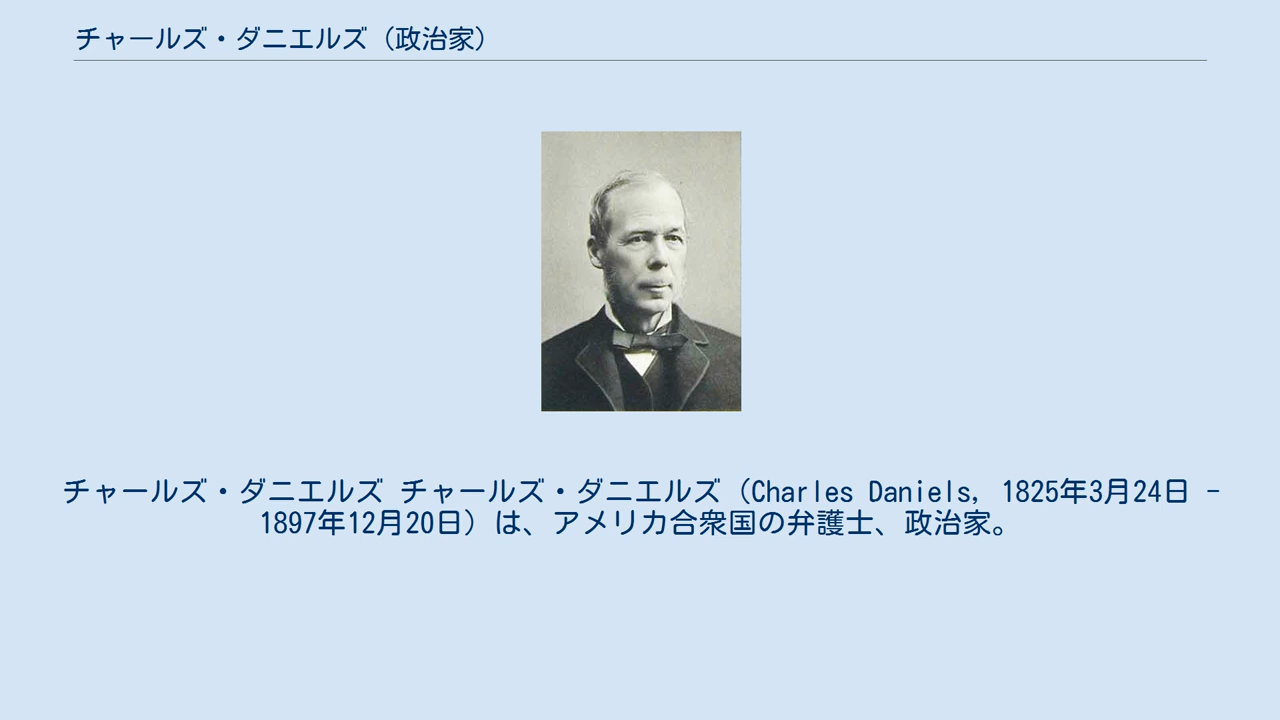 チャールズ・ダニエルズ（政治家）
チャールズ・ダニエルズ チャールズ・ダニエルズ（Charles Daniels, 1825年3月24日 -
1897年12月20日）は、アメリカ合衆国の弁護士、政治家。